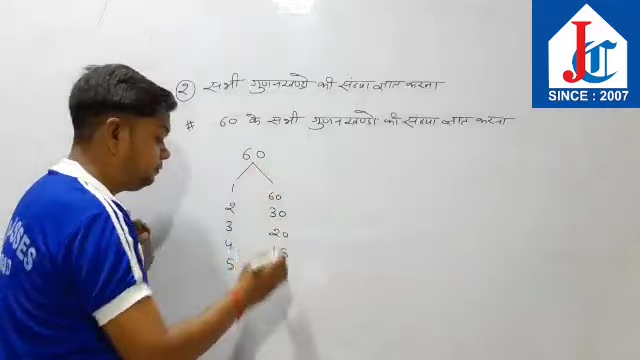 JCT
SINCE : 2007
② सभी गुणनखण्डो की संख्या ज्ञात करना
# 60 के सभी गुणनखण्डो की संख्या ज्ञात करना
60
1 60
2 30
3 20
4 15
5